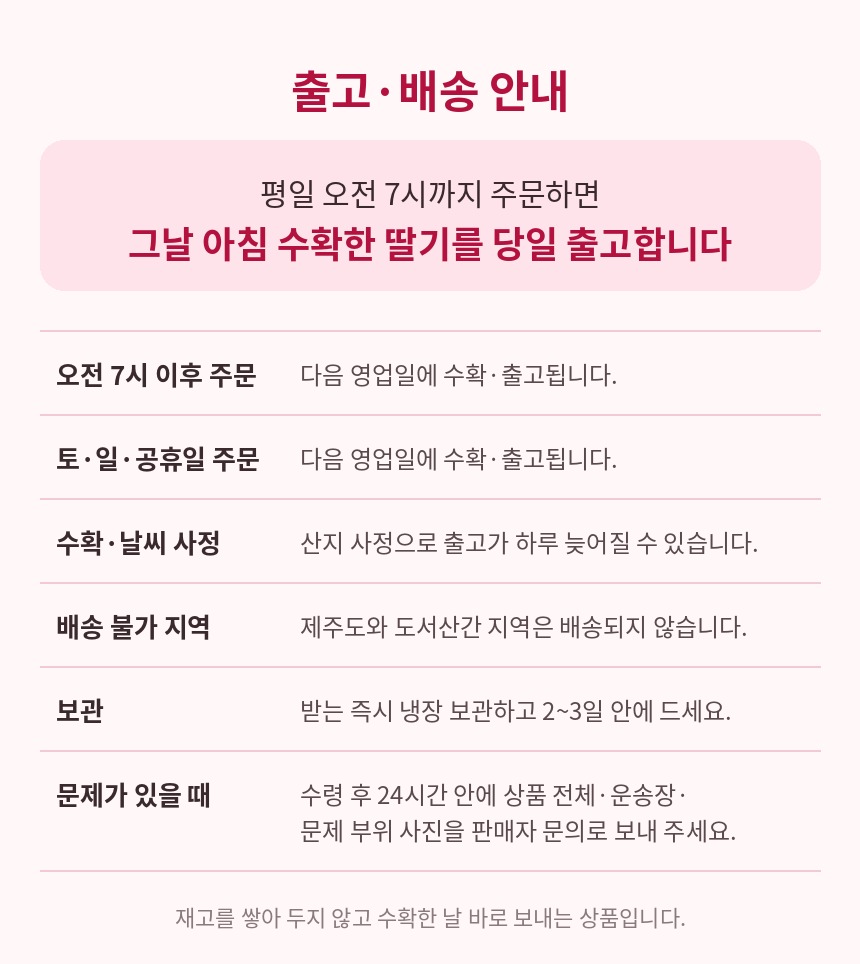 출고·배송 안내
평일 오전 7시까지 주문하면
그날 아침 수확한 딸기를 당일 출고합니다
오전 7시 이후 주문 다음 영업일에 수확·출고됩니다.
토·일·공휴일 주문 다음 영업일에 수확·출고됩니다.
수확·날씨 사정 산지 사정으로 출고가 하루 늦어질 수 있습니다.
배송 불가 지역 제주도와 도서산간 지역은 배송되지 않습니다.
보관 받는 즉시 냉장 보관하고 2~3일 안에 드세요.
문제가 있을 때 수령 후 24시간 안에 상품 전체·운송장·
문제 부위 사진을 판매자 문의로 보내 주세요.
재고를 쌓아 두지 않고 수확한 날 바로 보내는 상품입니다.